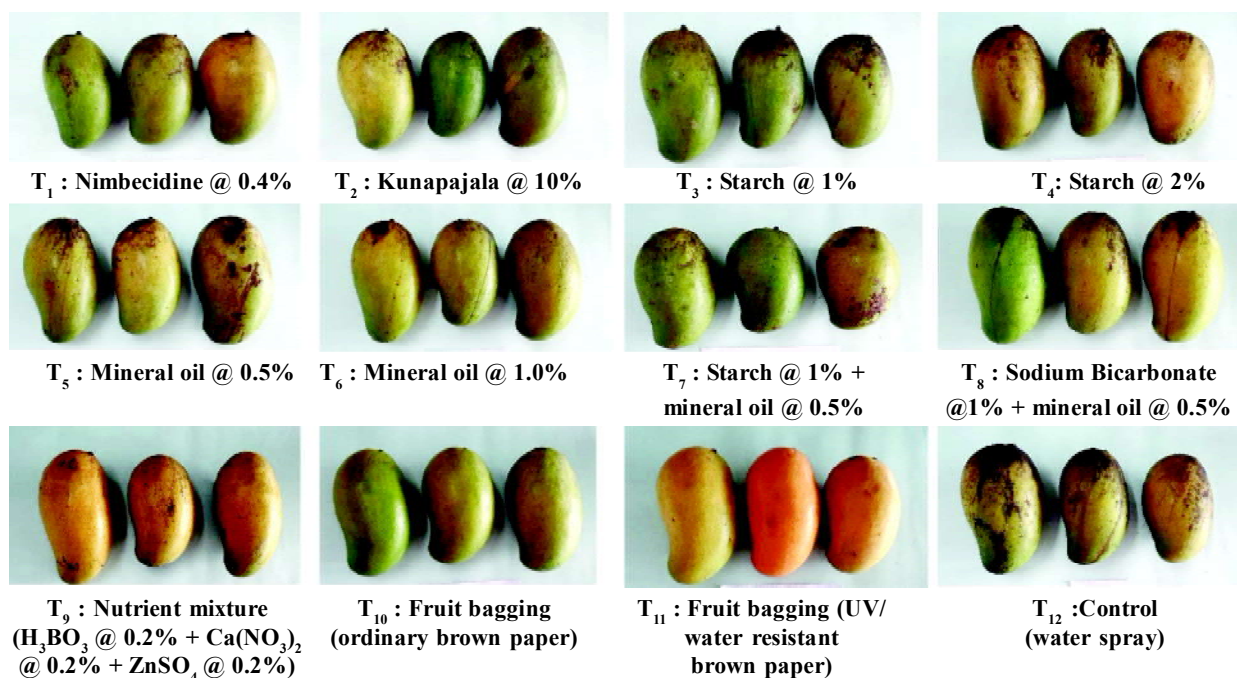 T₁ : Nimbecidine @ 0.4%
T₂ : Kunapajala @ 10%
T₃ : Starch @ 1%
T₄: Starch @ 2%
T₅ : Mineral oil @ 0.5%
T₆ : Mineral oil @ 1.0%
T₇ : Starch @ 1% +
mineral oil @ 0.5%
T₈ : Sodium Bicarbonate
@1% + mineral oil @ 0.5%
T₉ : Nutrient mixture
(H₃BO₃ @ 0.2% + Ca(NO₃)₂
@ 0.2% + ZnSO₄ @ 0.2%)
T₁₀ : Fruit bagging
(ordinary brown paper)
T₁₁ : Fruit bagging (UV/
water resistant
brown paper)
T₁₂ :Control
(water spray)